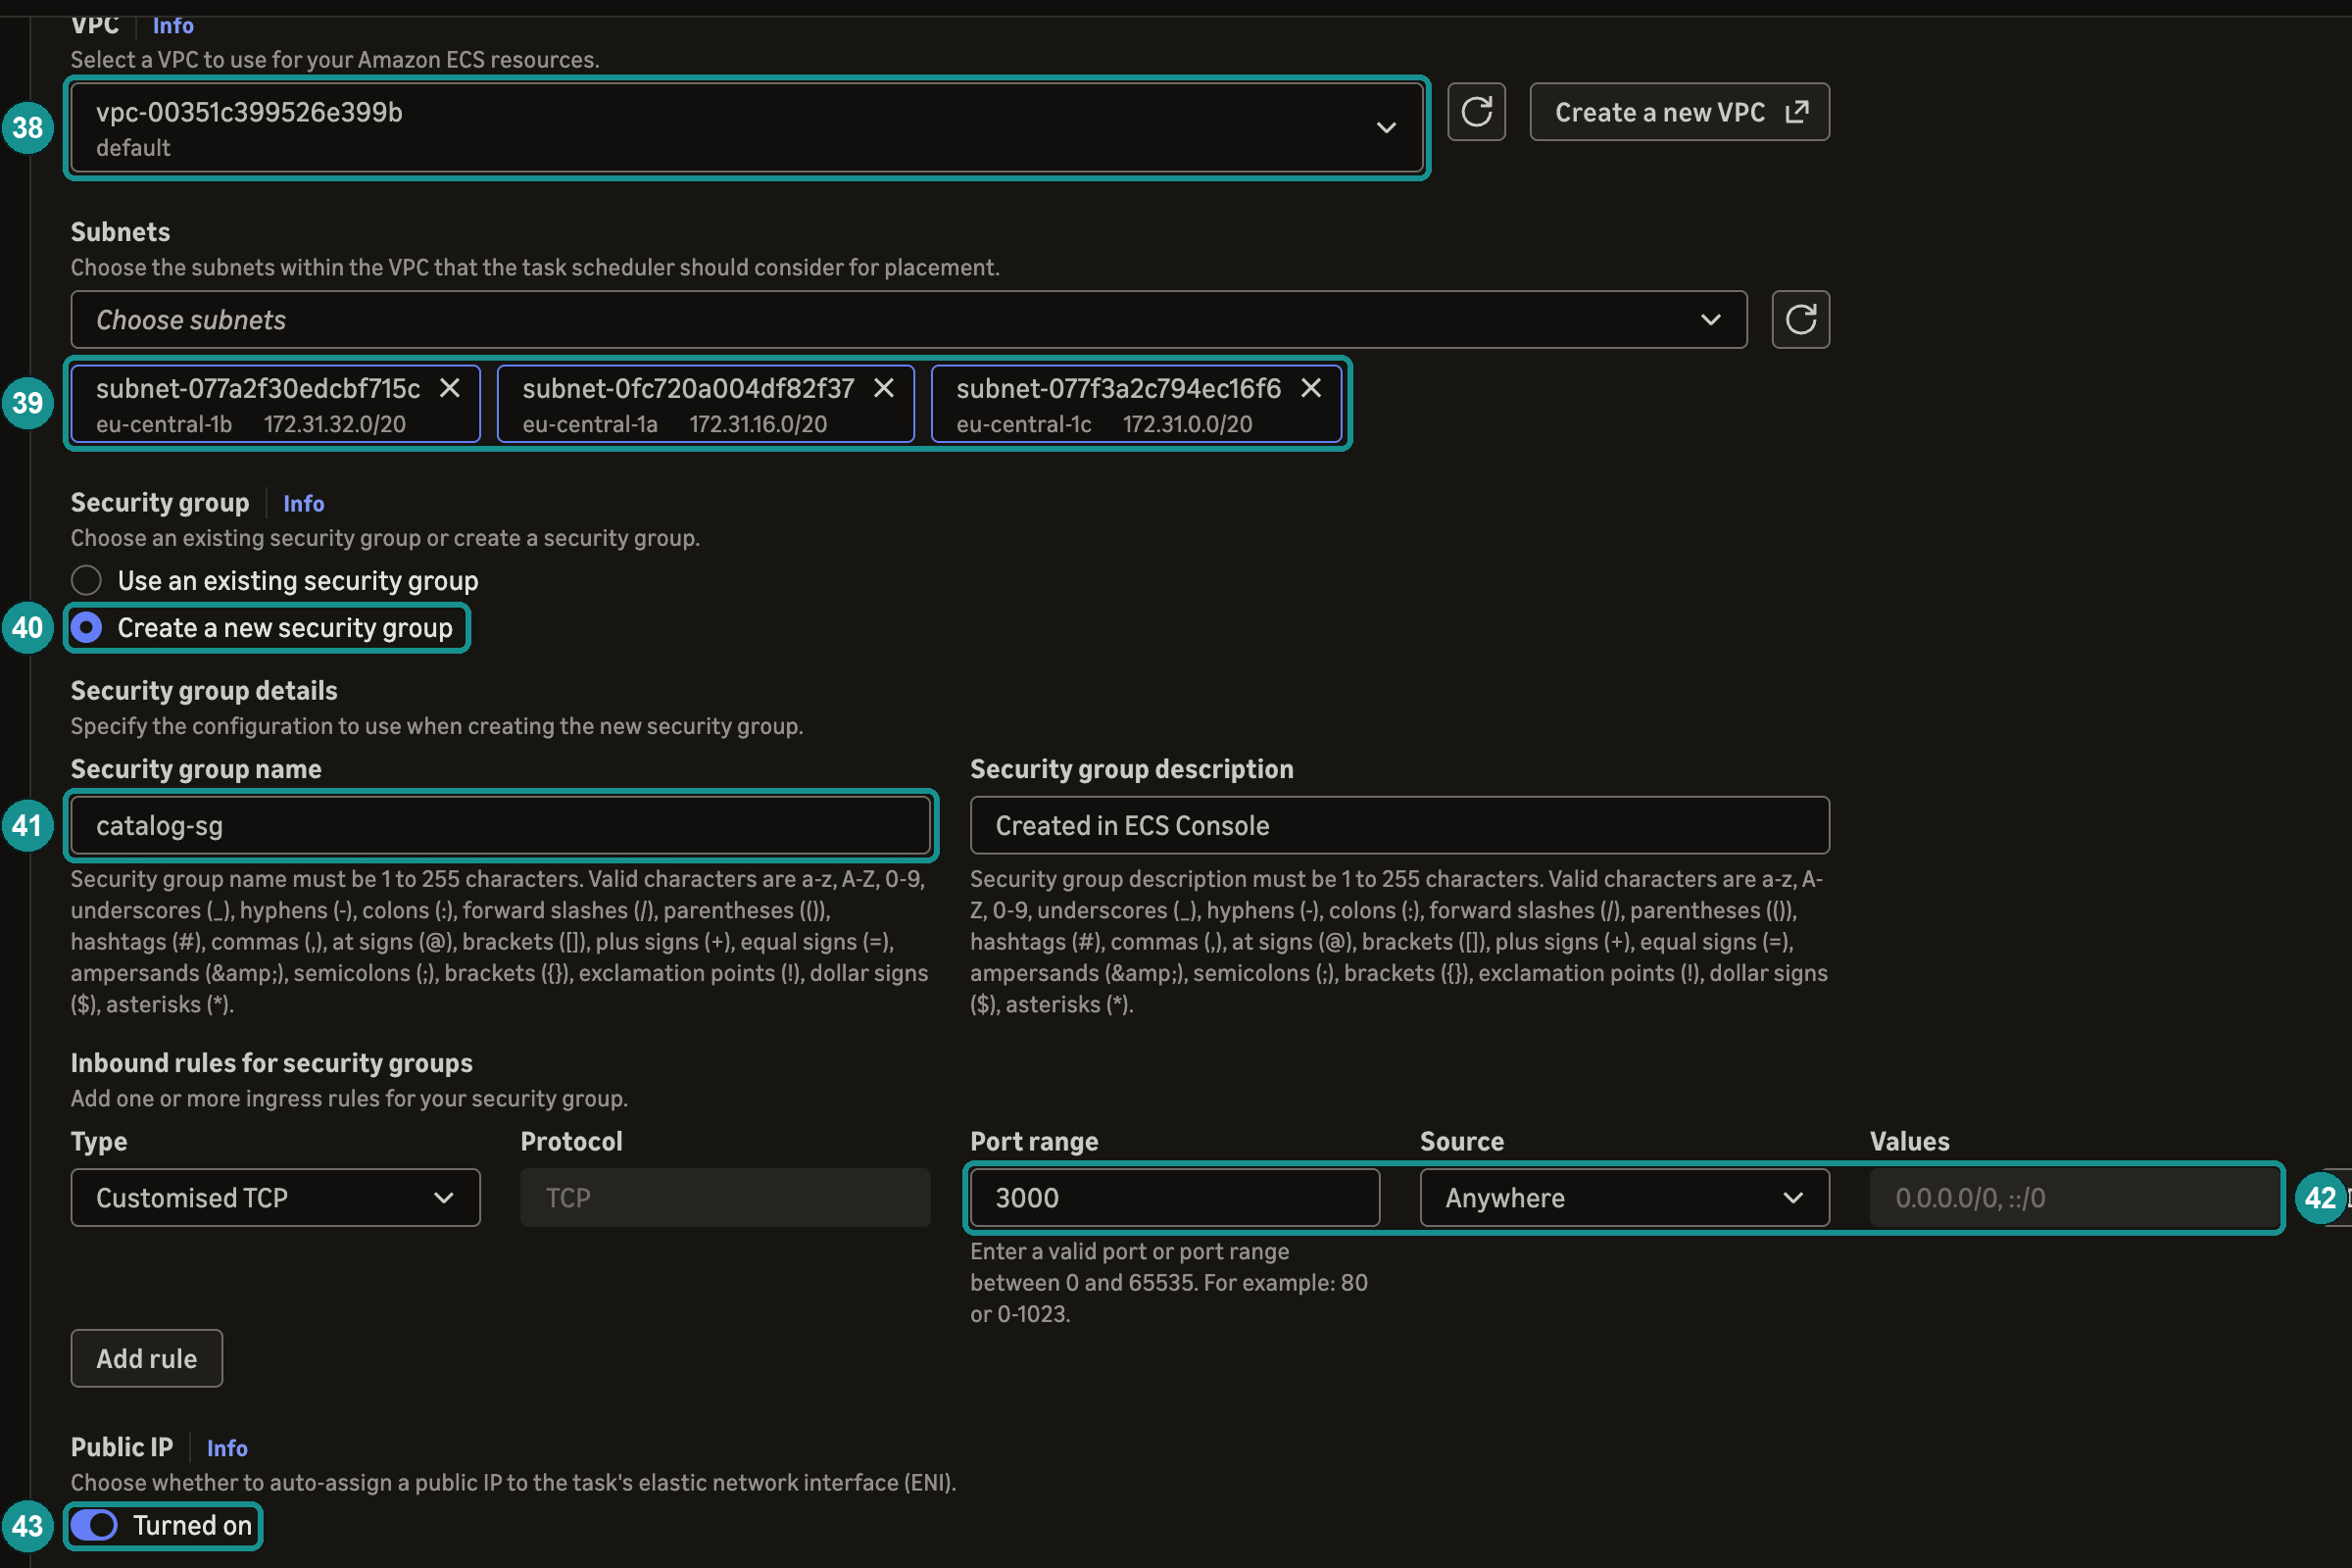 VPC Info
Select a VPC to use for your Amazon ECS resources.
38
vpc-00351c399526e399b
default
Create a new VPC
Subnets
Choose the subnets within the VPC that the task scheduler should consider for placement.
Choose subnets
39
subnet-077a2f30edcbf715c subnet-0fc720a004df82f37 subnet-077f3a2c794ec16f6
eu-central-1b 172.31.32.0/20 eu-central-1a 172.31.16.0/20 eu-central-1c 172.31.0.0/20
Security group Info
Choose an existing security group or create a security group.
Use an existing security group
40 Create a new security group
Security group details
Specify the configuration to use when creating the new security group.
Security group name
41 catalog-sg
Security group name must be 1 to 255 characters. Valid characters are a-z, A-Z, 0-9,
underscores (_), hyphens (-), colons (:), forward slashes (/), parentheses (()),
hashtags (#), commas (,), at signs (@), brackets ([]), plus signs (+), equal signs (=),
ampersands (&amp;), semicolons (;), brackets ({}), exclamation points (!), dollar signs
($), asterisks (*).
Security group description
Created in ECS Console
Security group description must be 1 to 255 characters. Valid characters are a-z, A-
Z, 0-9, underscores (_), hyphens (-), colons (:), forward slashes (/), parentheses (()),
hashtags (#), commas (,), at signs (@), brackets ([]), plus signs (+), equal signs (=),
ampersands (&amp;), semicolons (;), brackets ({}), exclamation points (!), dollar signs
($), asterisks (*).
Inbound rules for security groups
Add one or more ingress rules for your security group.
Type Protocol Port range Source Values
Customised TCP TCP 3000 Anywhere 0.0.0.0/0, ::/0 42
Enter a valid port or port range
between 0 and 65535. For example: 80
or 0-1023.
Add rule
Public IP Info
Choose whether to auto-assign a public IP to the task's elastic network interface (ENI).
43 Turned on